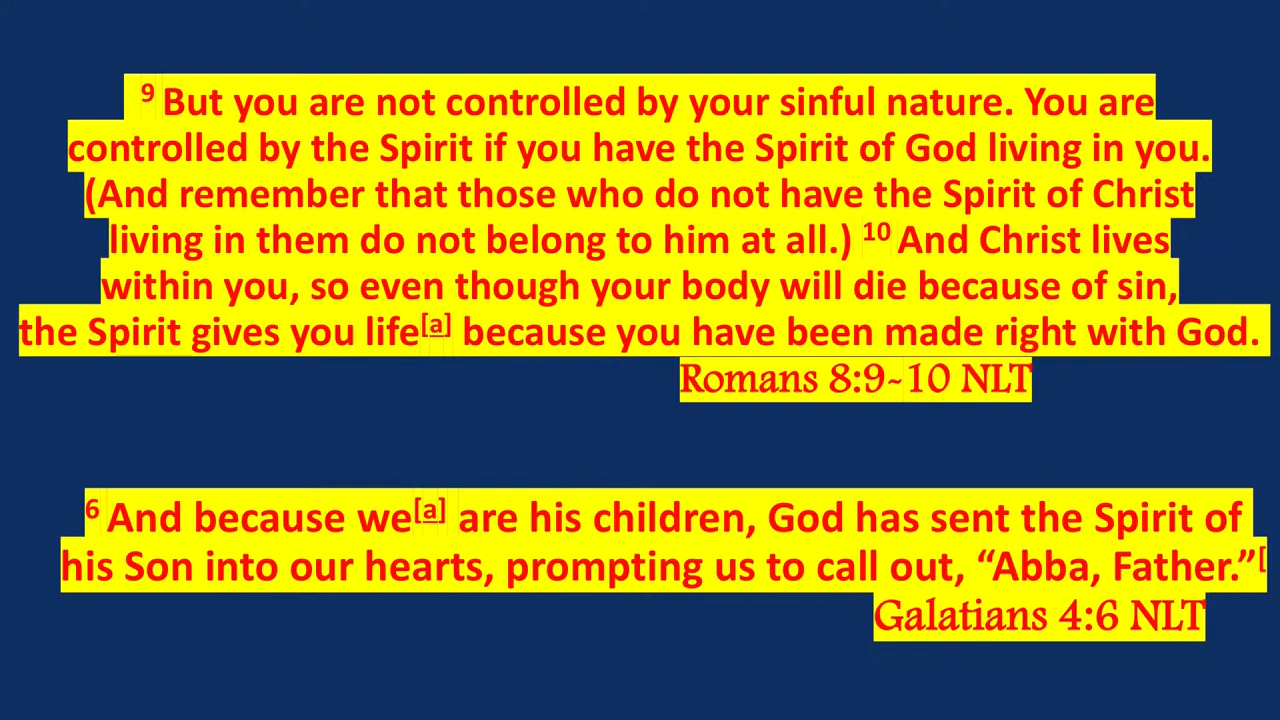 9 But you are not controlled by your sinful nature. You are
controlled by the Spirit if you have the Spirit of God living in you.
(And remember that those who do not have the Spirit of Christ
living in them do not belong to him at all.) 10 And Christ lives
within you, so even though your body will die because of sin,
the Spirit gives you life[a] because you have been made right with God.
Romans 8:9-10 NLT
6 And because we[a] are his children, God has sent the Spirit of
his Son into our hearts, prompting us to call out, “Abba, Father.”[
Galatians 4:6 NLT